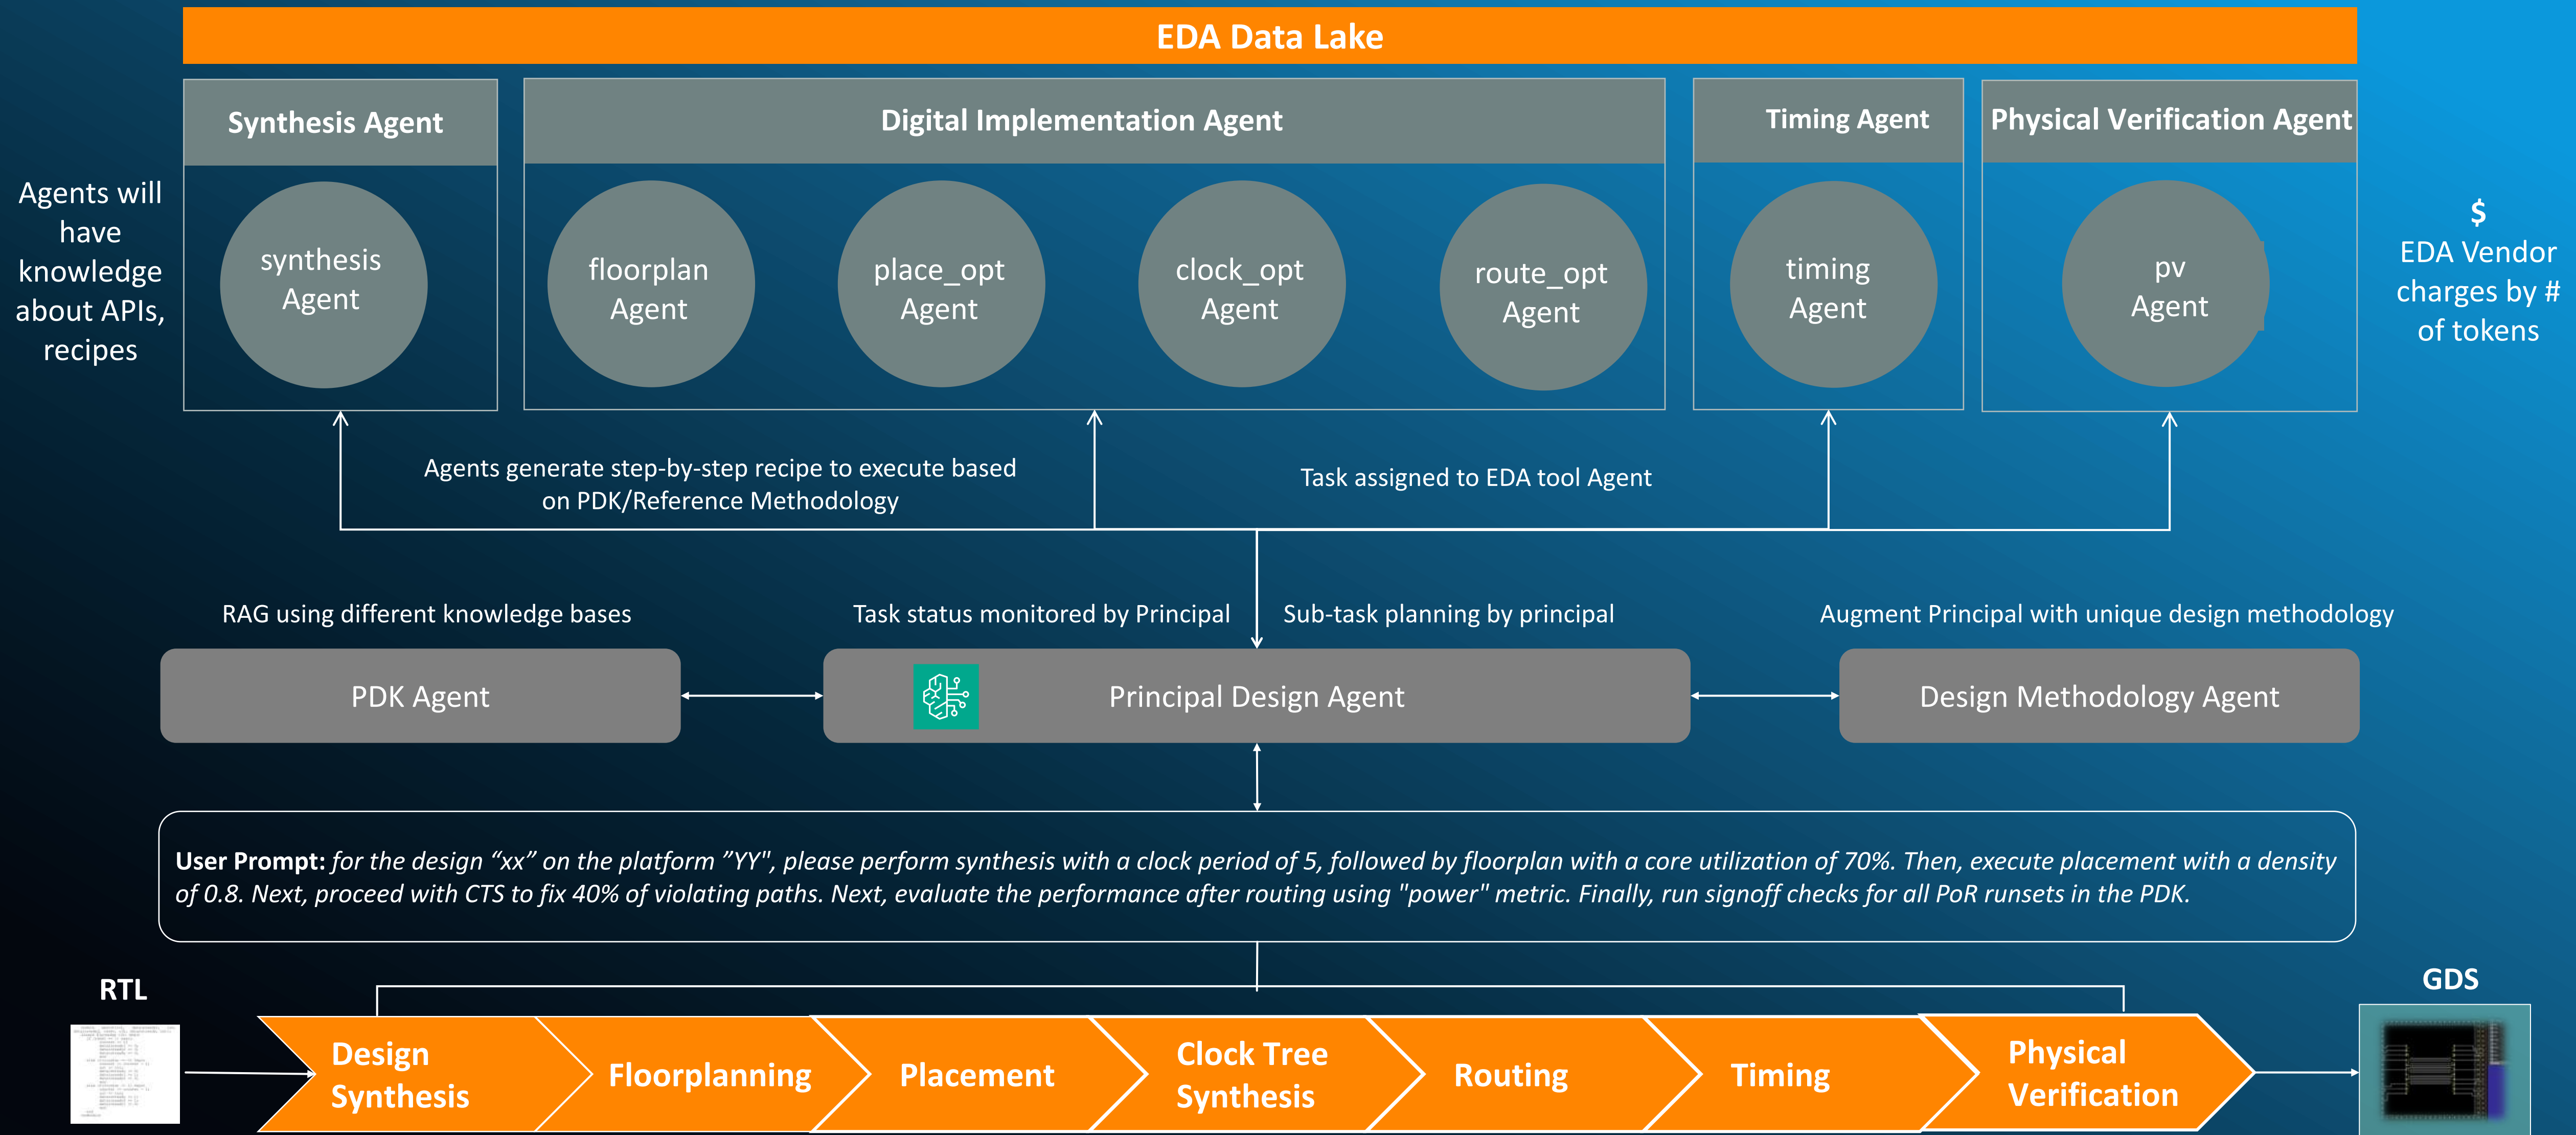 EDA Data Lake
Synthesis Agent
Digital Implementation Agent
Timing Agent
Physical Verification Agent
Agents will
have
knowledge
about APIs,
recipes
synthesis
Agent
floorplan
Agent
place_opt
Agent
clock_opt
Agent
route_opt
Agent
timing
Agent
pv
Agent
$
EDA Vendor
charges by #
of tokens
Agents generate step-by-step recipe to execute based
on PDK/Reference Methodology
Task assigned to EDA tool Agent
RAG using different knowledge bases
Task status monitored by Principal
Sub-task planning by principal
Augment Principal with unique design methodology
PDK Agent
Principal Design Agent
Design Methodology Agent
User Prompt: for the design “xx” on the platform ”YY", please perform synthesis with a clock period of 5, followed by floorplan with a core utilization of 70%. Then, execute placement with a density
of 0.8. Next, proceed with CTS to fix 40% of violating paths. Next, evaluate the performance after routing using "power" metric. Finally, run signoff checks for all PoR runsets in the PDK.
RTL
GDS
Design
Synthesis
Floorplanning
Placement
Clock Tree
Synthesis
Routing
Timing
Physical
Verification